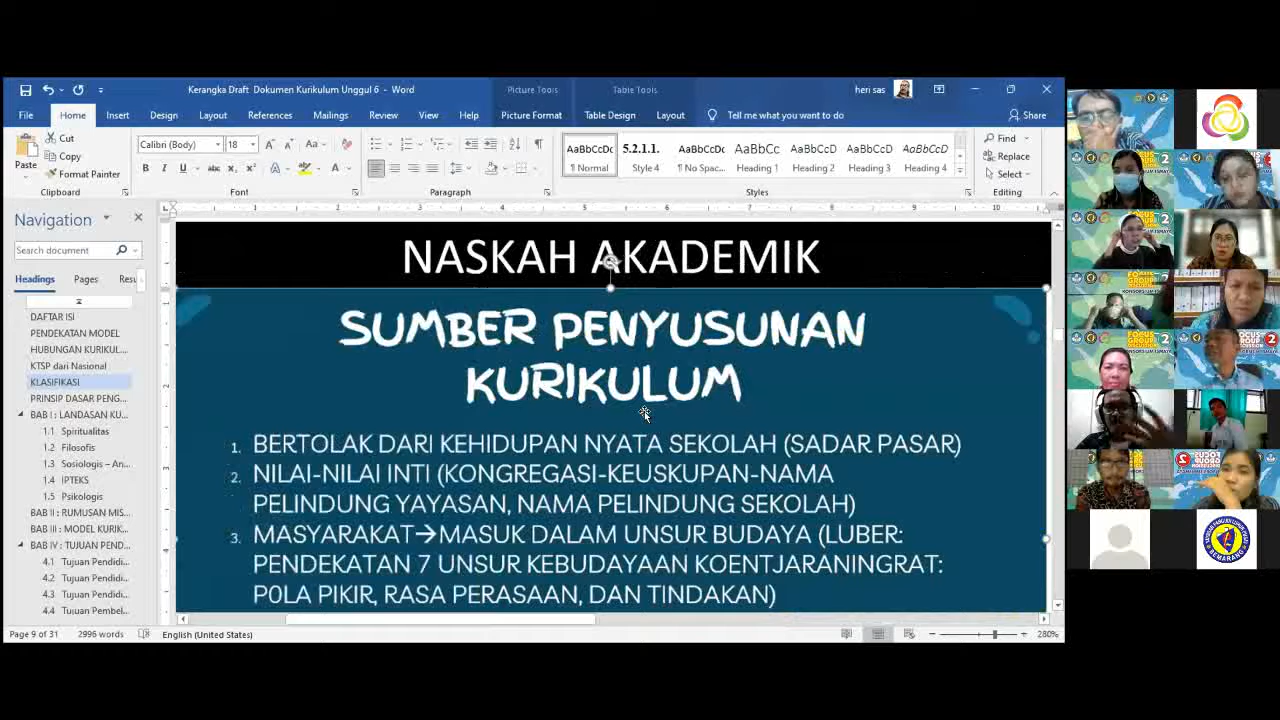 Kerangka Draft Dokumen Kurikulum Unggul 6 - Word
Picture Tools
Table Tools
heri sas
File
Home
Insert
Design
Layout
References
Mailings
Review
View
Help
Picture Format
Table Design
Layout
Tell me what you want to do
Share
Paste
Cut
Copy
Format Painter
Clipboard
Calibri (Body)
18
Font
Paragraph
AaBbCcDc
¶ Normal
5.2.1.1.
Style 4
AaBbCcDc
¶ No Spac...
AaBbCc
Heading 1
AaBbCcD
Heading 2
AaBbCcD
Heading 3
AaBbCcD
Heading 4
Styles
Find
Replace
Select
Editing
Navigation
Search document
Headings
Pages
Resu
DAFTAR ISI
PENDEKATAN MODEL
HUBUNGAN KURIKUL...
KTSP dari Nasional
KLASIFIKASI
PRINSIP DASAR PENG...
BAB I : LANDASAN KU...
1.1 Spiritualitas
1.2 Filosofis
1.3 Sosiologis – An...
1.4 IPTEKS
1.5 Psikologis
BAB II : RUMUSAN MIS...
BAB III : MODEL KURIK...
BAB IV : TUJUAN PEND...
4.1 Tujuan Pendidi...
4.2 Tujuan Pendidi...
4.3 Tujuan Pendidi...
4.4 Tujuan Pembel...
NASKAH AKADEMIK
SUMBER PENYUSUNAN
KURIKULUM
1. BERTOLAK DARI KEHIDUPAN NYATA SEKOLAH (SADAR PASAR)
2. NILAI-NILAI INTI (KONGREGASI-KEUSKUPAN-NAMA
PELINDUNG YAYASAN, NAMA PELINDUNG SEKOLAH)
3. MASYARAKAT→MASUK DALAM UNSUR BUDAYA (LUBER:
PENDEKATAN 7 UNSUR KEBUDAYAAN KOENTJARANINGRAT:
P0LA PIKIR, RASA PERASAAN, DAN TINDAKAN)
Page 9 of 31
2996 words
English (United States)
280%